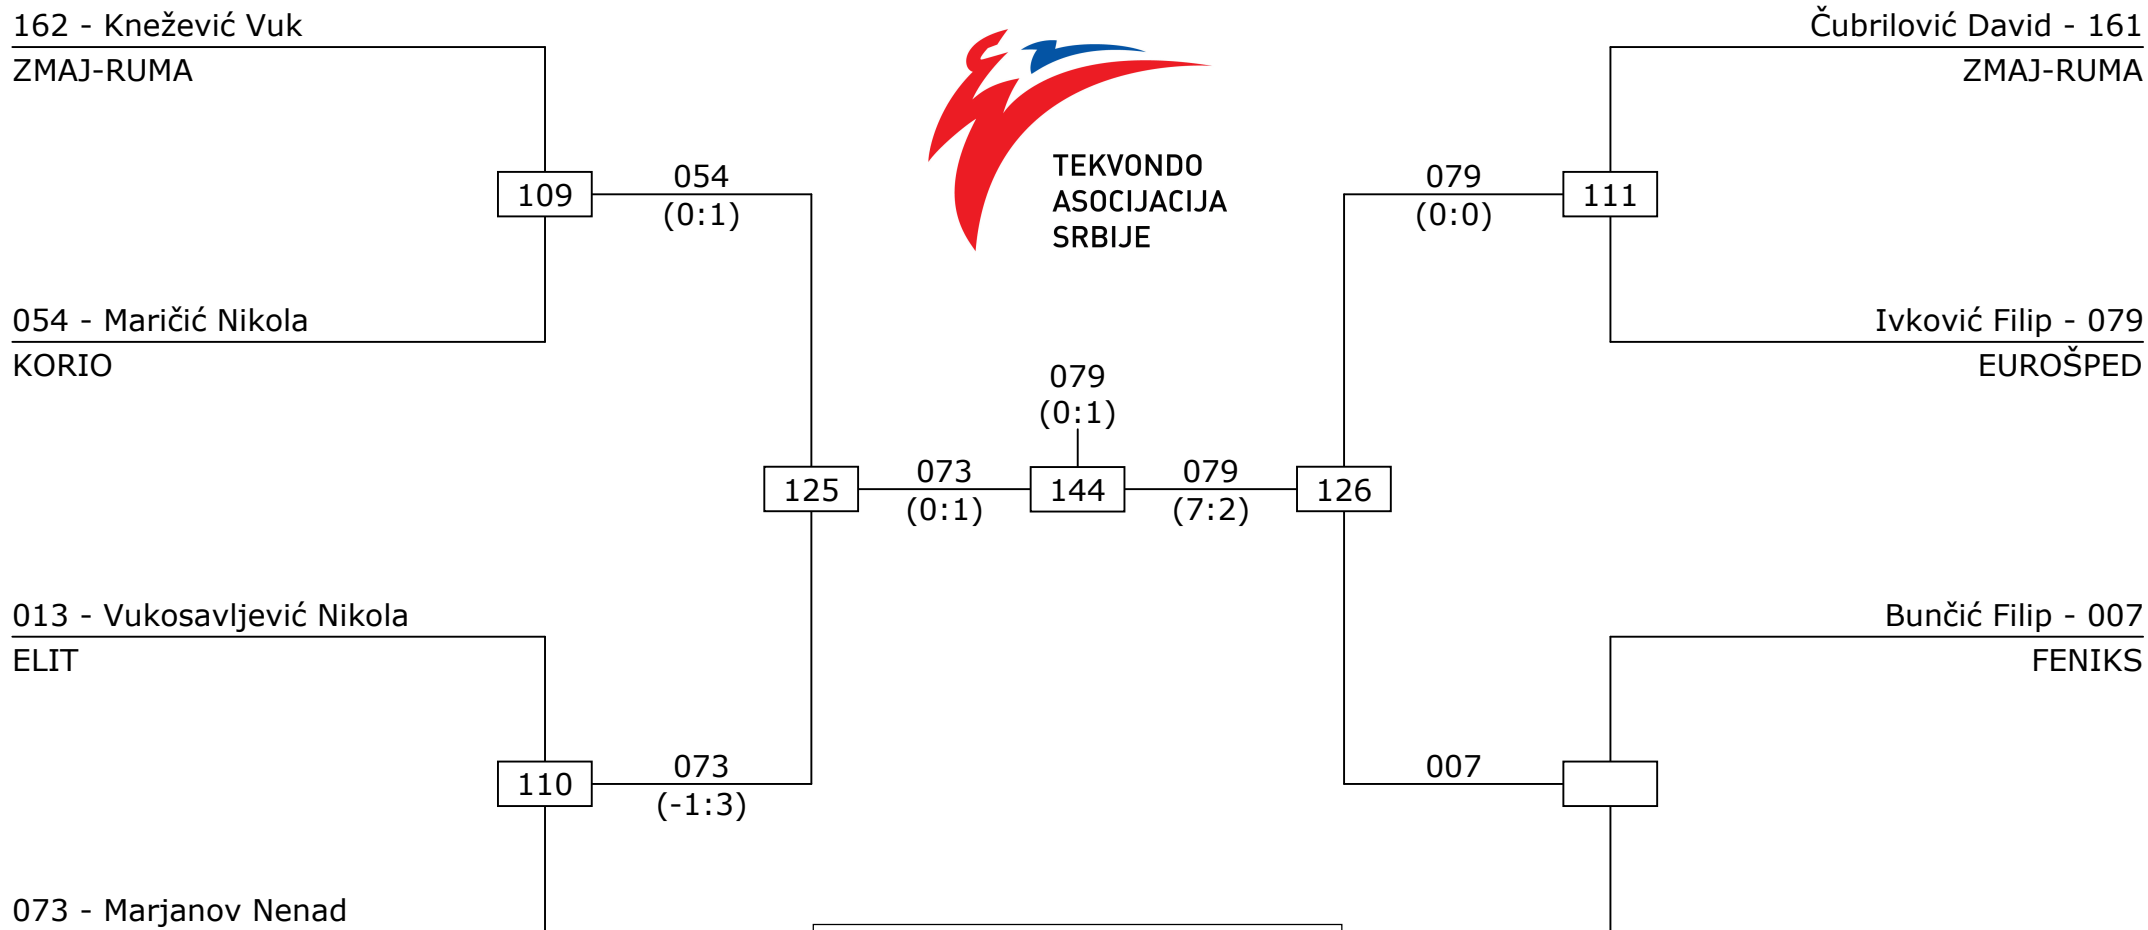 162 - Knežević Vuk
ZMAJ-RUMA
Čubrilović David - 161
ZMAJ-RUMA
TEKVONDO
ASOCIJACIJA
SRBIJE
109
054
(0:1)
079
(0:0)
111
054 - Maričić Nikola
KORIO
Ivković Filip - 079
EUROŠPED
079
(0:1)
125
073
(0:1)
144
079
(7:2)
126
013 - Vukosavljević Nikola
ELIT
Bunčić Filip - 007
FENIKS
110
073
(-1:3)
007
073 - Marjanov Nenad